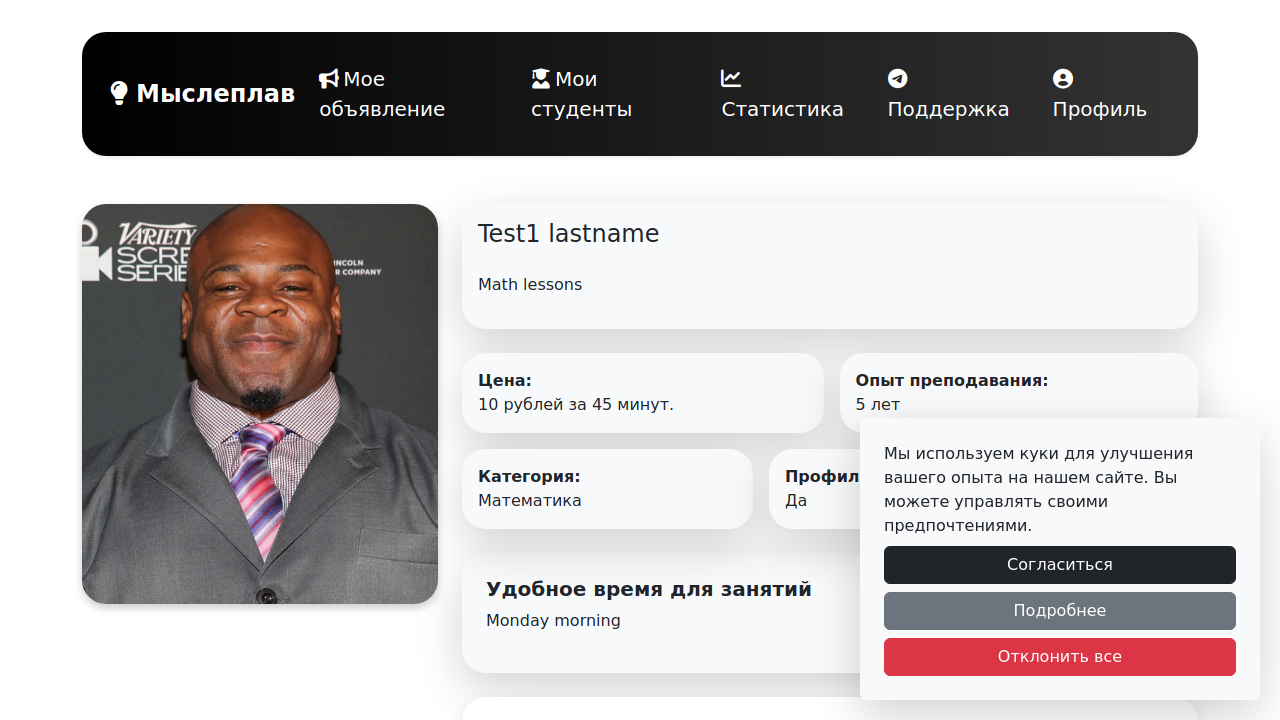 Мыслеплав
Мое
объявление
Мои
студенты
Статистика
Поддержка
Профиль
VARIETY
SCRE
SERIE
INCOLN
R COMPANY
Test1 lastname
Math lessons
Цена:
10 рублей за 45 минут.
Опыт преподавания:
5 лет
Категория:
Математика
Да
Удобное время для занятий
Monday morning
Мы используем куки для улучшения
вашего опыта на нашем сайте. Вы
можете управлять своими
предпочтениями.
Согласиться
Подробнее
Отклонить все